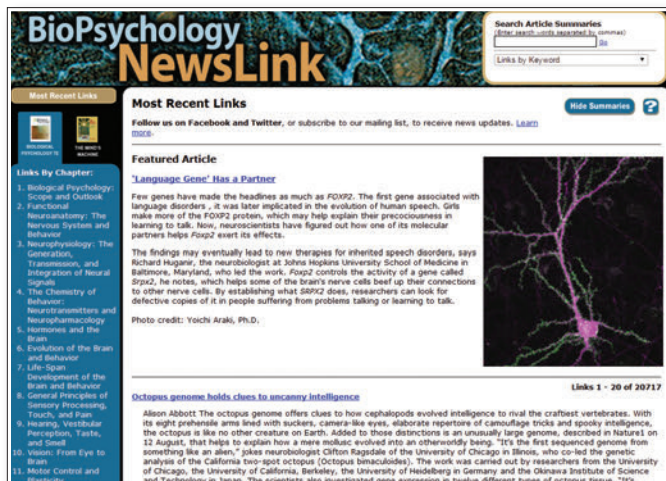 BioPsychology
NewsLink
Search Article Summaries
(Enter search words separated by commas)
Go
Links by Keyword
Most Recent Links
BIOLOGICAL
PSYCHOLOGY 7E
THE MIND'S
MACHINE
Links By Chapter:
1. Biological Psychology:
Scope and Outlook
2. Functional
Neuroanatomy: The
Nervous System and
Behavior
3. Neurophysiology: The
Generation,
Transmission, and
Integration of Neural
Signals
4. The Chemistry of
Behavior:
Neurotransmitters and
Neuropharmacology
5. Hormones and the
Brain
6. Evolution of the Brain
and Behavior
7. Life-Span
Development of the
Brain and Behavior
8. General Principles of
Sensory Processing,
Touch, and Pain
9. Hearing, Vestibular
Perception, Taste,
and Smell
10. Vision: From Eye to
Brain
11. Motor Control and
Plasticity
Most Recent Links
Hide Summaries
?
Follow us on Facebook and Twitter, or subscribe to our mailing list, to receive news updates. Learn
more.
Featured Article
'Language Gene' Has a Partner
Few genes have made the headlines as much as FOXP2. The first gene associated with
language disorders , it was later implicated in the evolution of human speech. Girls
make more of the FOXP2 protein, which may help explain their precociousness in
learning to talk. Now, neuroscientists have figured out how one of its molecular
partners helps Foxp2 exert its effects.
The findings may eventually lead to new therapies for inherited speech disorders, says
Richard Huganir, the neurobiologist at Johns Hopkins University School of Medicine in
Baltimore, Maryland, who led the work. Foxp2 controls the activity of a gene called
Srpx2, he notes, which helps some of the brain's nerve cells beef up their connections
to other nerve cells. By establishing what SRPX2 does, researchers can look for
defective copies of it in people suffering from problems talking or learning to talk.
Photo credit: Yoichi Araki, Ph.D.
Links 1 - 20 of 20717
Octopus genome holds clues to uncanny intelligence
Alison Abbott The octopus genome offers clues to how cephalopods evolved intelligence to rival the craftiest vertebrates. With
its eight prehensile arms lined with suckers, camera-like eyes, elaborate repertoire of camouflage tricks and spooky intelligence,
the octopus is like no other creature on Earth. Added to those distinctions is an unusually large genome, described in Nature1 on
12 August, that helps to explain how a mere mollusc evolved into an otherworldly being. "It's the first sequenced genome from
something like an alien," jokes neurobiologist Clifton Ragsdale of the University of Chicago in Illinois, who co-led the genetic
analysis of the California two-spot octopus (Octopus bimaculoides). The work was carried out by researchers from the University
of Chicago, the University of California, Berkeley, the University of Heidelberg in Germany and the Okinawa Institute of Science
and Technology in Japan. The scientists also investigated gene expression in twelve different types of octopus tissue. "It's